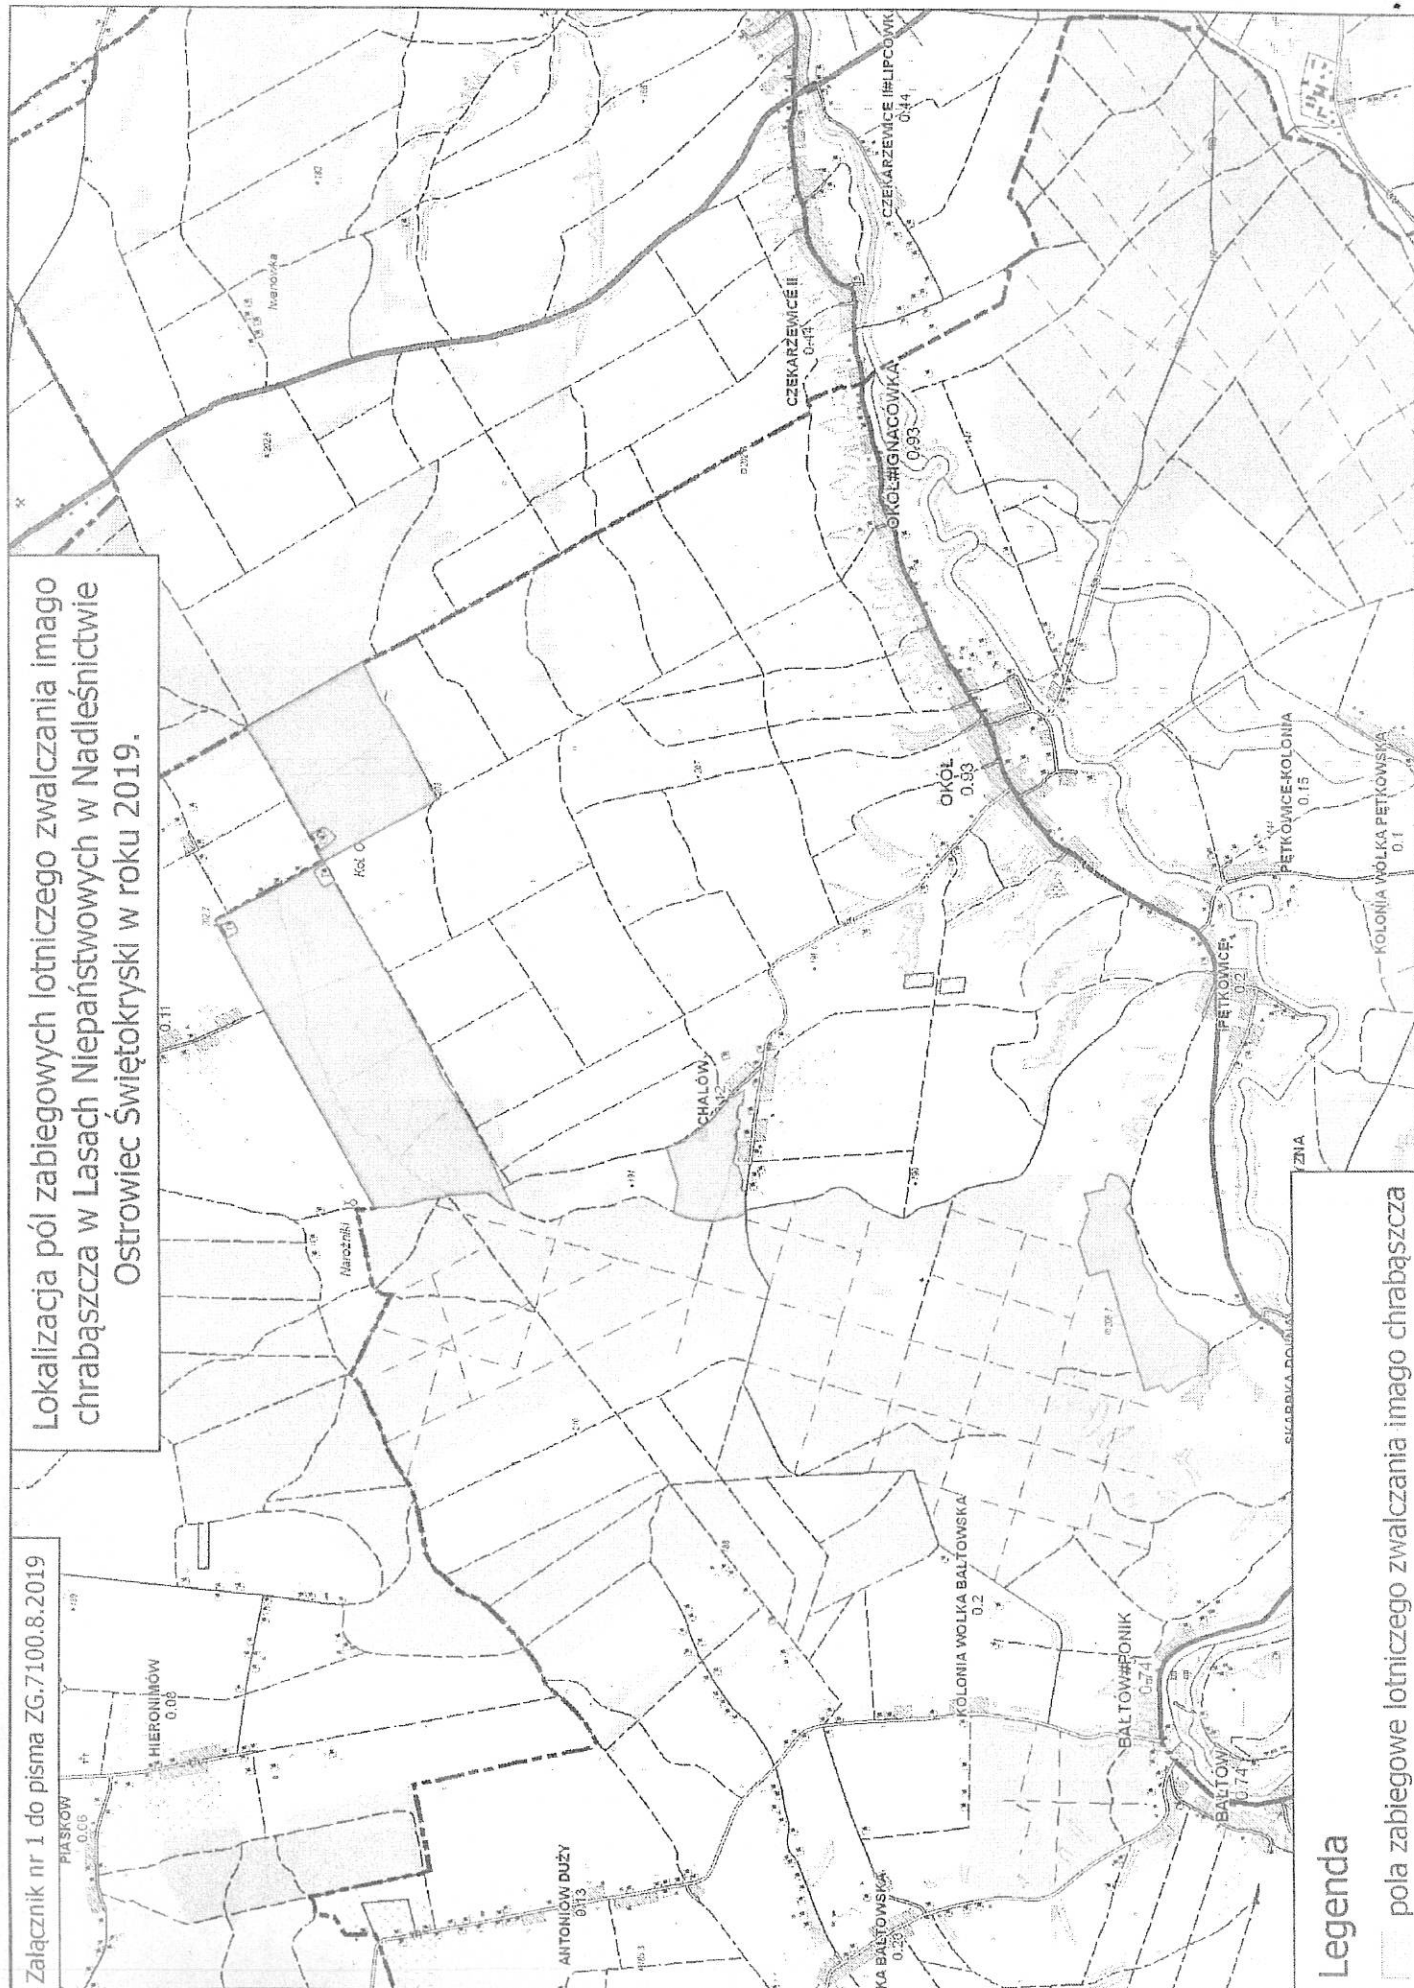 Załącznik nr 1 do pisma ZG.7100.8.2019
Lokalizacja pól zabiegowych lotniczego zwalczania imago
chrabąszcza w Lasach Niepaństwowych w Nadleśnictwie
Ostrowiec Świętokryski w roku 2019.
PIASKÓW
0.06
HIERONIMÓW
0.08
ANTONIÓW DUŻY
0.13
KA BAŁTOWSKA
KOLONIA WÓLKA BAŁTOWSKA
0.2
BAŁTÓW#PONIK
0.74
BAŁTÓW
0.74
Narożniki
0.11
CHALÓW
Iwanówka
CZEKARZEWICE II
0.44
CZEKARZEWICE II#LIPCÓWK
0.44
OKÓŁ#IGNACÓWKA
0.93
OKÓŁ
0.93
PĘTKOWICE-KOLONIA
0.15
PĘTKOWICE
0.2
KOLONIA WÓLKA PĘTKOWSKA
0.1
ZNA
Legenda
pola zabiegowe lotniczego zwalczania imago chrabąszcza